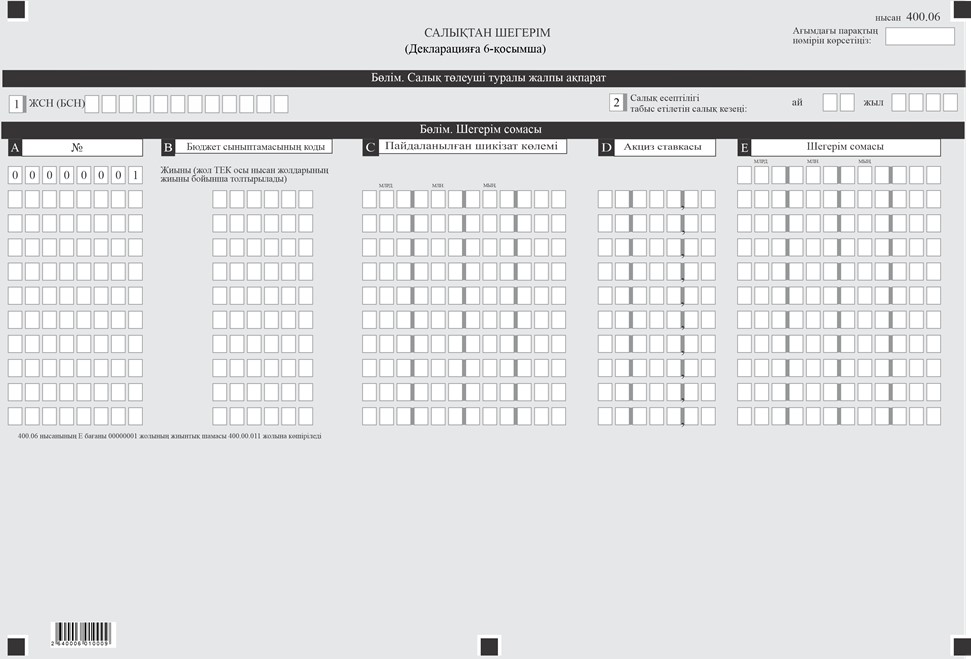 нысан 400.06
САЛЫҚТАН ШЕГЕРІМ
(Декларацияға 6-қосымша)
Ағымдағы парақтың
нөмірін көрсетіңіз:
Бөлім. Салық төлеуші туралы жалпы ақпарат
1 ЖСН (БСН)
2 Салық есептілігі
табыс етілетін салық кезеңі:
ай жыл
Бөлім. Шегерім сомасы
A № B Бюджет сыныптамасының коды C Пайдаланылған шикізат көлемі D Акциз ставкасы E Шегерім сомасы
млрд млн мың
0 0 0 0 0 0 0 1 Жиыны (жол ТЕК осы нысан жолдарының
жиыны бойынша толтырылады)
млрд млн мың
400.06 нысанының Е бағаны 00000001 жолының жиынтық шамасы 400.00.011 жолына көшіріледі
2 640006 010009